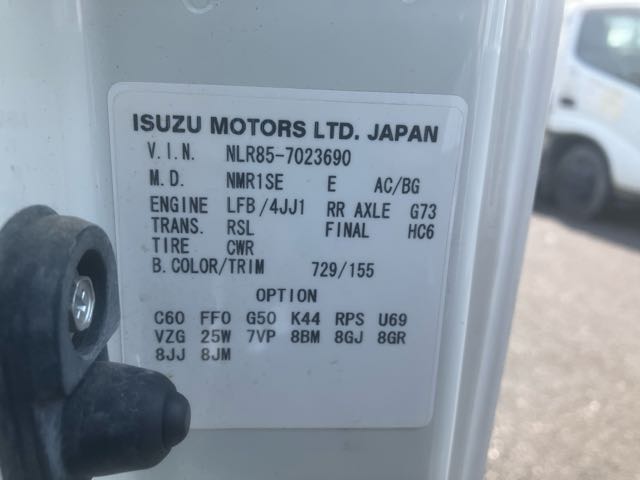 ISUZU MOTORS LTD. JAPAN
V.I.N. NLR85-7023690
M.D. NMR1SE E AC/BG
ENGINE LFB/4JJ1 RR AXLE G73
TRANS. RSL FINAL HC6
TIRE CWR
B.COLOR/TRIM 729/155
OPTION
C60 FF0 G50 K44 RPS U69
VZG 25W 7VP 8BM 8GJ 8GR
8JJ 8JM